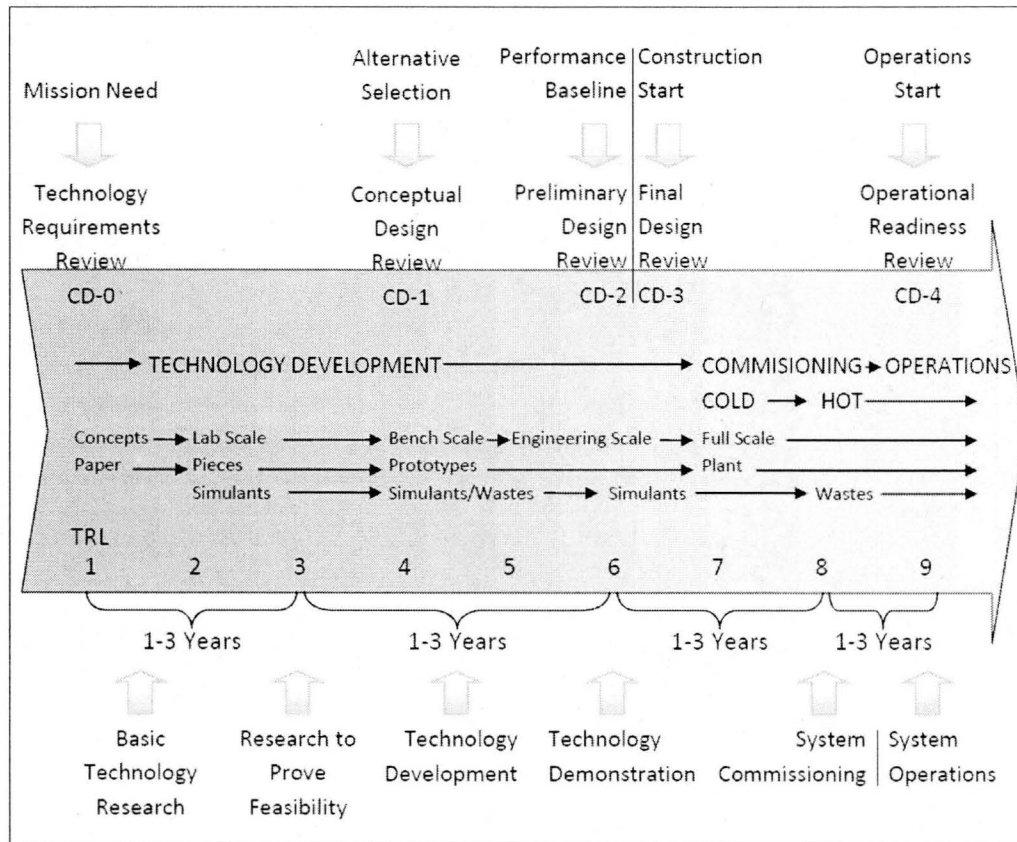 Mission Need
Alternative
Selection
Performance
Baseline
Construction
Start
Operations
Start
Technology
Requirements
Review
CD-0
Conceptual
Design
Review
CD-1
Preliminary
Design
Review
CD-2
Final
Design
Review
CD-3
Operational
Readiness
Review
CD-4
TECHNOLOGY DEVELOPMENT COMMISIONING OPERATIONS
COLD HOT
Concepts Lab Scale Bench Scale Engineering Scale Full Scale
Paper Pieces Prototypes Plant
Simulants Simulants/Wastes Simulants Wastes
TRL
1 2 3 4 5 6 7 8 9
1-3 Years 1-3 Years 1-3 Years 1-3 Years
Basic
Technology
Research
Research to
Prove
Feasibility
Technology
Development
Technology
Demonstration
System
Commissioning
System
Operations